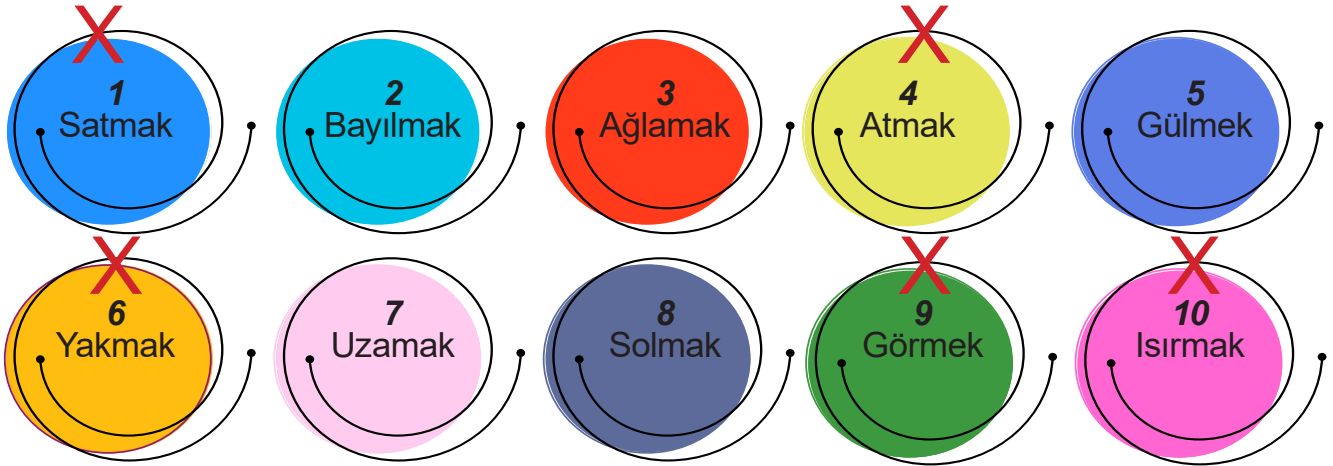 1
Satmak
2
Bayılmak
3
Ağlamak
4
Atmak
5
Gülmek
6
Yakmak
7
Uzamak
8
Solmak
9
Görmek
10
Isırmak